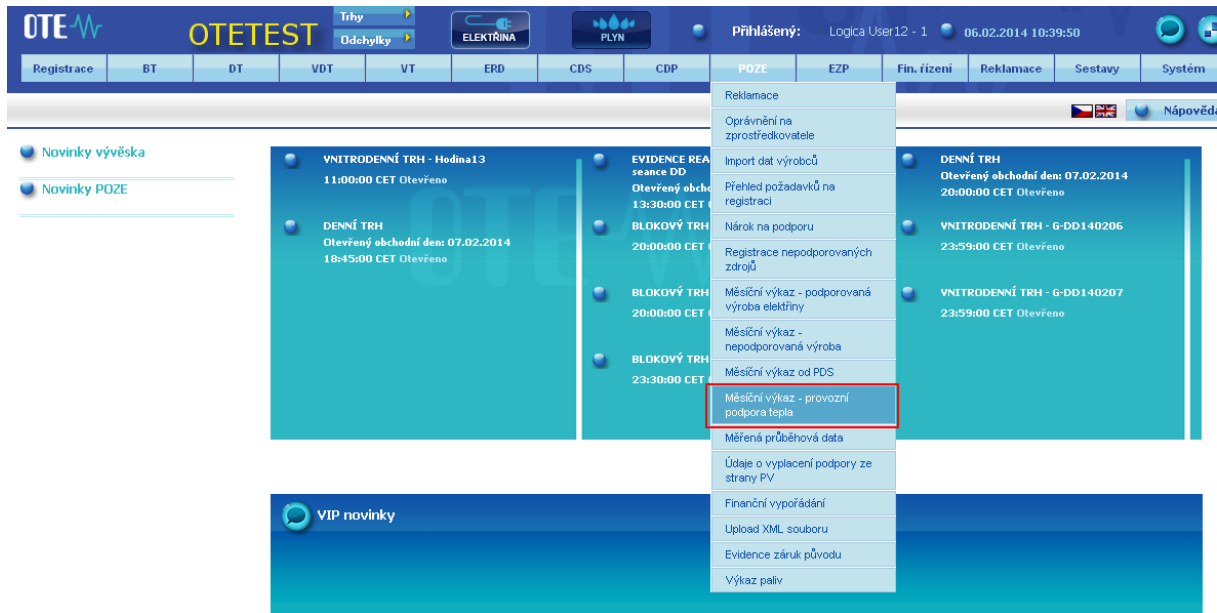 OTE
OTETEST
Trhy
Odchylky
ELEKTŘINA
PLYN
Přihlášený: Logica User12 - 1 06.02.2014 10:39:50
Registrace BT DT VDT VT ERD CDS CDP POZE EZP Fin. řízení Reklamace Sestavy Systém
Nápověda
Novinky vývěska
Novinky POZE
VNITRODENNÍ TRH - Hodina13
11:00:00 CET Otevřeno
DENNÍ TRH
Otevřený obchodní den: 07.02.2014
18:45:00 CET Otevřeno
EVIDENCE REA
seance DD
Otevřený obcho
13:30:00 CET
BLOKOVÝ TRH
20:00:00 CET
BLOKOVÝ TRH
20:00:00 CET
BLOKOVÝ TRH
23:30:00 CET
Reklamace
Oprávnění na
zprostředkovatele
Import dat výrobců
Přehled požadavků na
registraci
Nárok na podporu
Registrace nepodporovaných
zdrojů
Měsíční výkaz - podporovaná
výroba elektřiny
Měsíční výkaz -
nepodporovaná výroba
Měsíční výkaz od PDS
Měsíční výkaz - provozní
podpora tepla
Měřená průběhová data
Údaje o vyplacení podpory ze
strany PV
Finanční vypořádání
Upload XML souboru
Evidence záruk původu
Výkaz paliv
DENNÍ TRH
Otevřený obchodní den: 07.02.2014
20:00:00 CET Otevřeno
VNITRODENNÍ TRH - G-DD140206
23:59:00 CET Otevřeno
VNITRODENNÍ TRH - G-DD140207
23:59:00 CET Otevřeno
VIP novinky